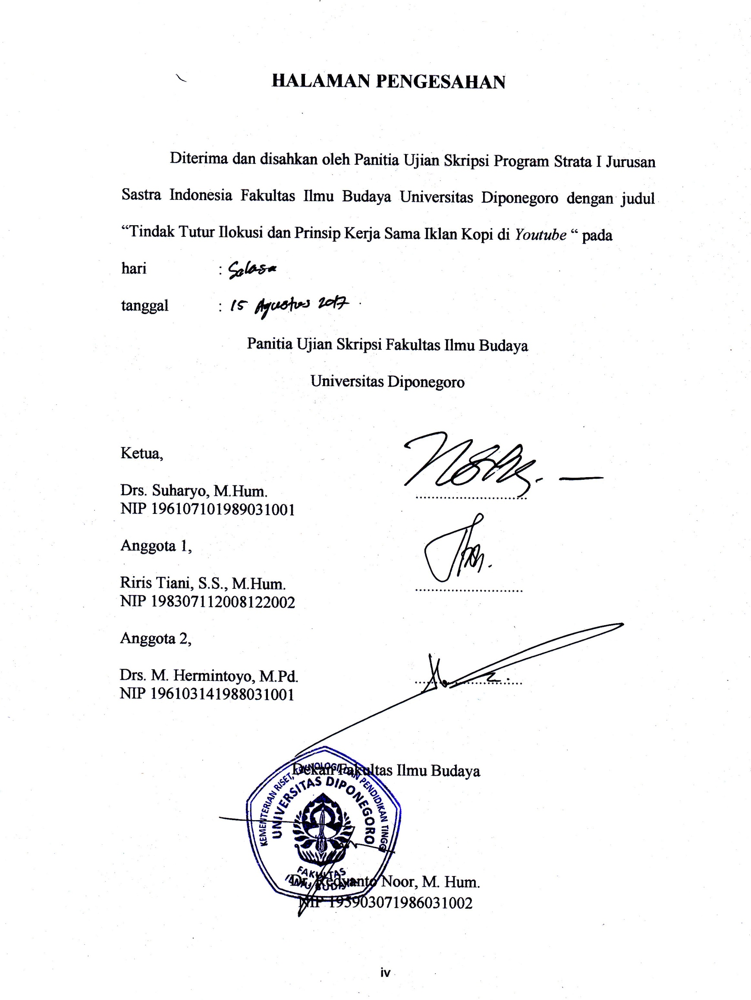 HALAMAN PENGESAHAN
Diterima dan disahkan oleh Panitia Ujian Skripsi Program Strata I Jurusan
Sastra Indonesia Fakultas Ilmu Budaya Universitas Diponegoro dengan judul
“Tindak Tutur Ilokusi dan Prinsip Kerja Sama Iklan Kopi di Youtube “ pada
hari : Selasa
tanggal : 15 Agustus 2017
Panitia Ujian Skripsi Fakultas Ilmu Budaya
Universitas Diponegoro
Ketua,
Drs. Suharyo, M.Hum.
NIP 196107101989031001
Anggota 1,
Riris Tiani, S.S., M.Hum.
NIP 198307112008122002
Anggota 2,
Drs. M. Hermintoyo, M.Pd.
NIP 196103141988031001
Dekan Fakultas Ilmu Budaya
KEMENTERIAN RISET, TEKNOLOGI, DAN PENDIDIKAN TINGGI
UNIVERSITAS DIPONEGORO
FAKULTAS
ILMU BUDAYA
Dr. Redyanto Noor, M. Hum.
NIP 195903071986031002
iv